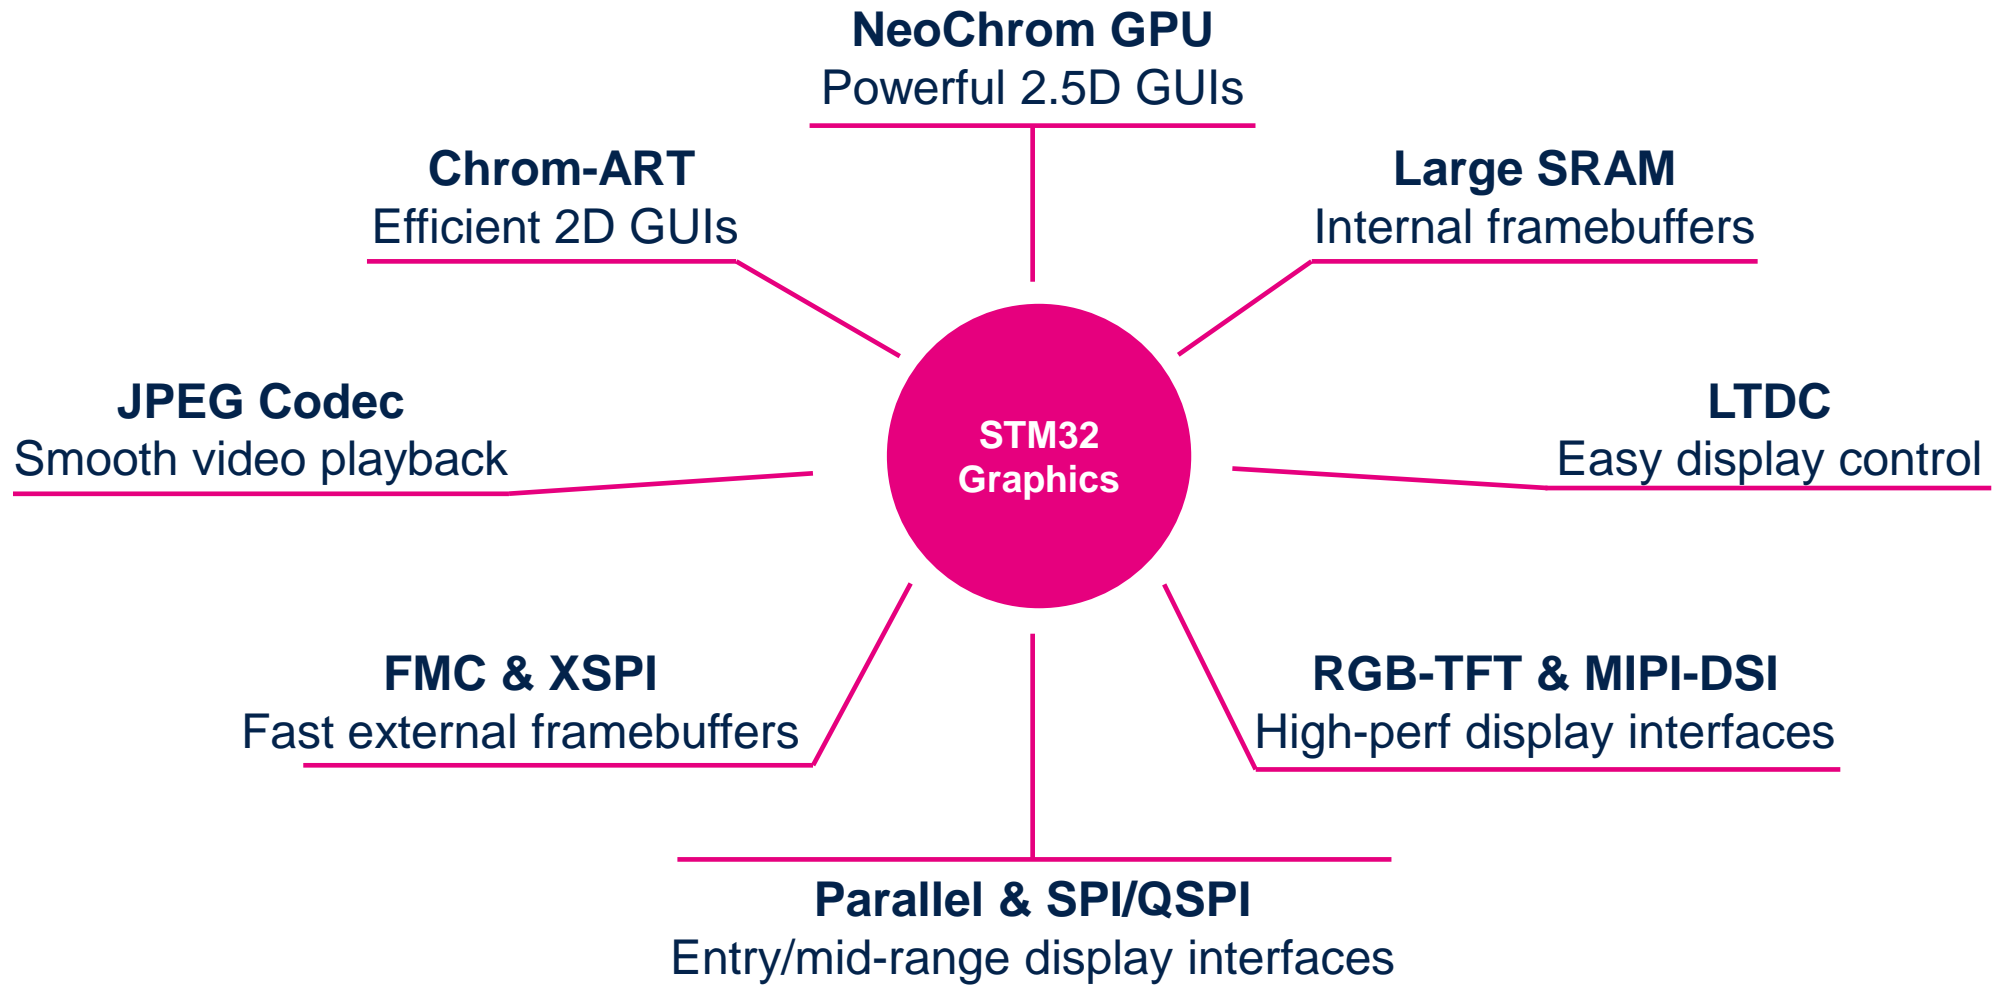 NeoChrom GPU
Powerful 2.5D GUIs
Chrom-ART
Efficient 2D GUIs
Large SRAM
Internal framebuffers
JPEG Codec
Smooth video playback
STM32
Graphics
LTDC
Easy display control
FMC & XSPI
Fast external framebuffers
RGB-TFT & MIPI-DSI
High-perf display interfaces
Parallel & SPI/QSPI
Entry/mid-range display interfaces